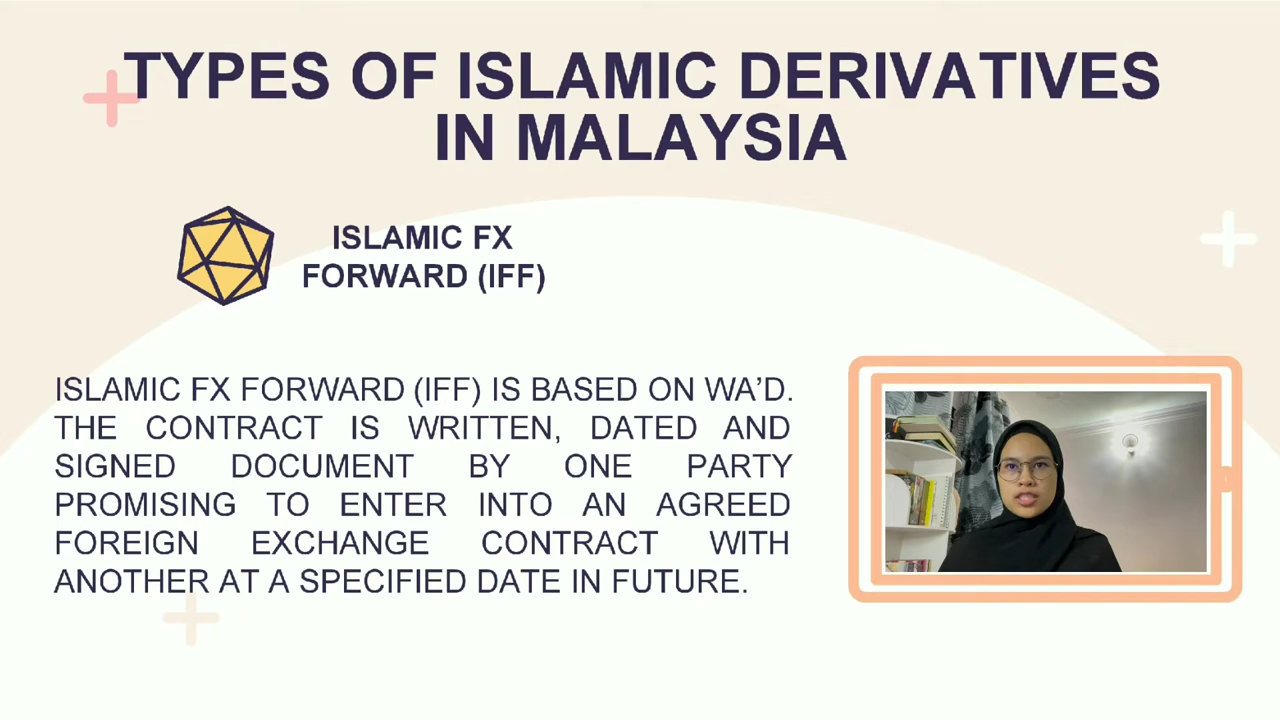 TYPES OF ISLAMIC DERIVATIVES
IN MALAYSIA
ISLAMIC FX
FORWARD (IFF)
ISLAMIC FX FORWARD (IFF) IS BASED ON WA’D.
THE CONTRACT IS WRITTEN, DATED AND
SIGNED DOCUMENT BY ONE PARTY
PROMISING TO ENTER INTO AN AGREED
FOREIGN EXCHANGE CONTRACT WITH
ANOTHER AT A SPECIFIED DATE IN FUTURE.